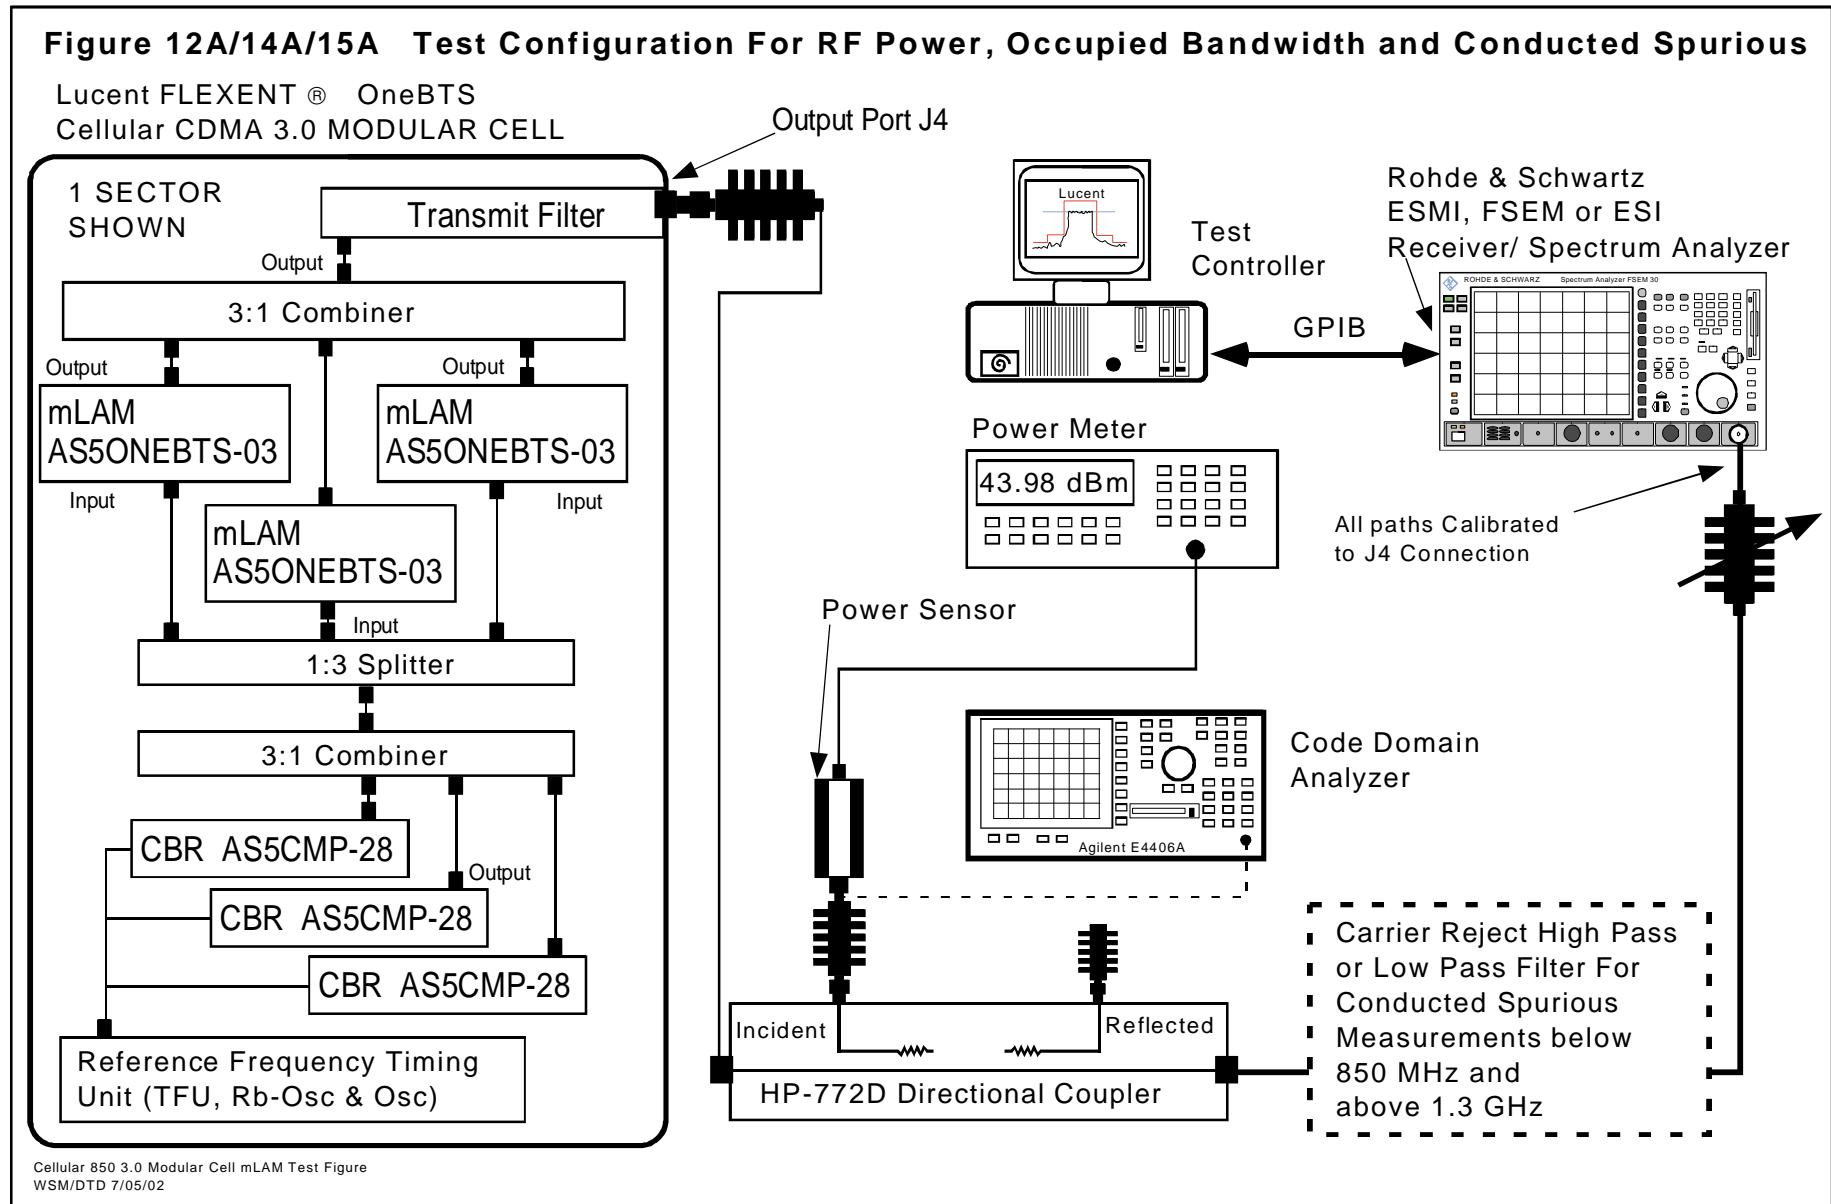 Figure 12A/14A/15A Test Configuration For RF Power, Occupied Bandwidth and Conducted Spurious
Lucent FLEXENT ® OneBTS
Cellular CDMA 3.0 MODULAR CELL
Output Port J4
1 SECTOR
SHOWN
Transmit Filter
Output
3:1 Combiner
Output
Output
mLAM
AS5ONEBTS-03
mLAM
AS5ONEBTS-03
Input
Input
mLAM
AS5ONEBTS-03
Input
1:3 Splitter
3:1 Combiner
CBR AS5CMP-28
Output
CBR AS5CMP-28
CBR AS5CMP-28
Reference Frequency Timing
Unit (TFU, Rb-Osc & Osc)
Lucent
Test
Controller
Rohde & Schwartz
ESMI, FSEM or ESI
Receiver/ Spectrum Analyzer
ROHDE & SCHWARZ Spectrum Analyzer FSEM 30
GPIB
Power Meter
43.98 dBm
All paths Calibrated
to J4 Connection
Power Sensor
Code Domain
Analyzer
Agilent E4406A
Incident
Reflected
HP-772D Directional Coupler
Carrier Reject High Pass
or Low Pass Filter For
Conducted Spurious
Measurements below
850 MHz and
above 1.3 GHz
Cellular 850 3.0 Modular Cell mLAM Test Figure
WSM/DTD 7/05/02